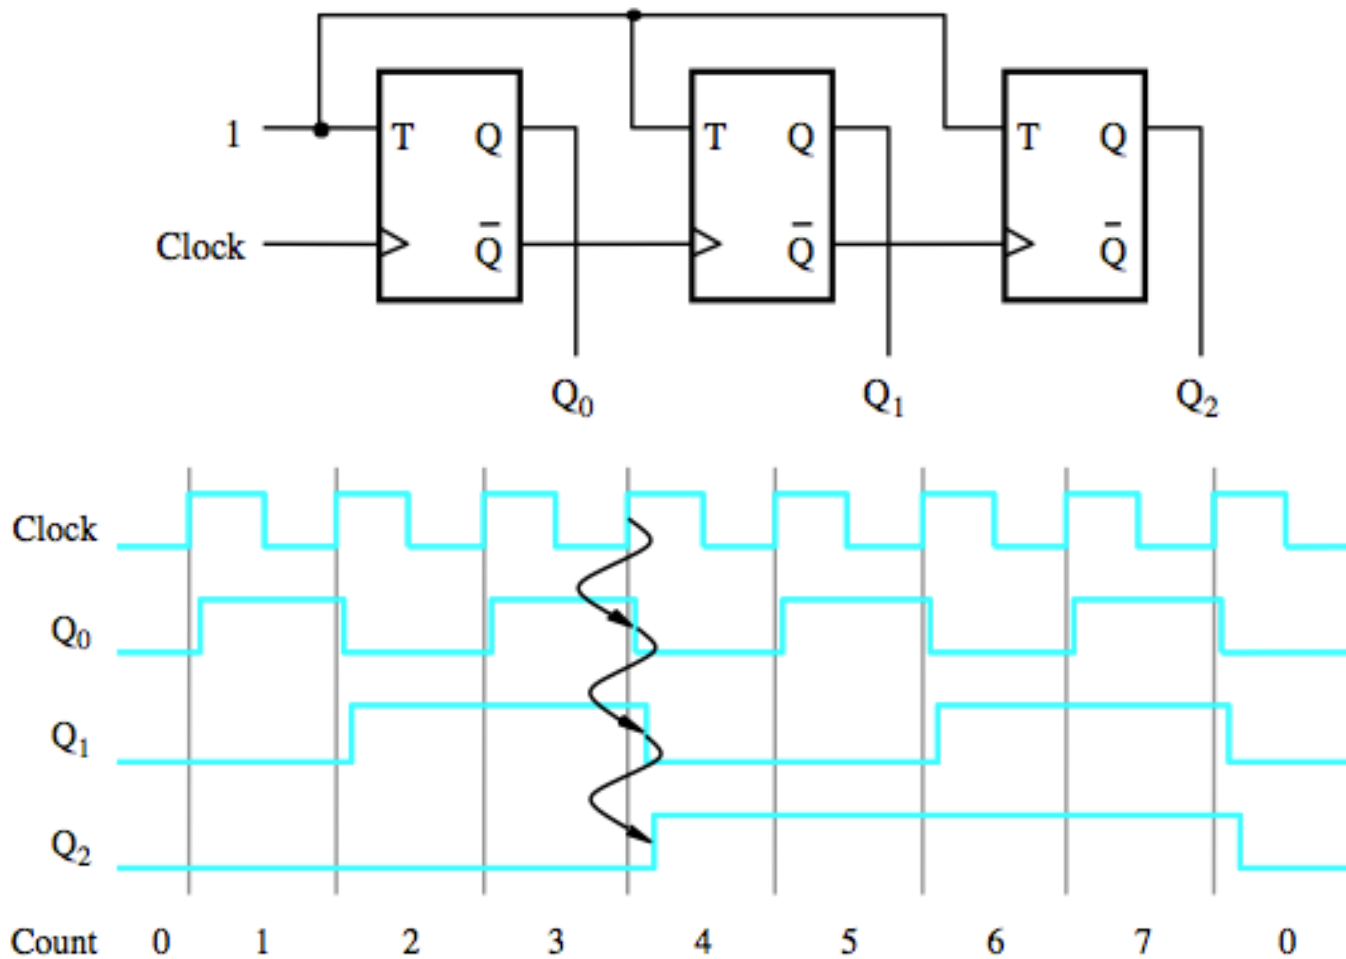 1 T Q T Q T Q
Clock Q̅ Q̅ Q̅
Q₀ Q₁ Q₂
Clock
Q₀
Q₁
Q₂
Count 0 1 2 3 4 5 6 7 0